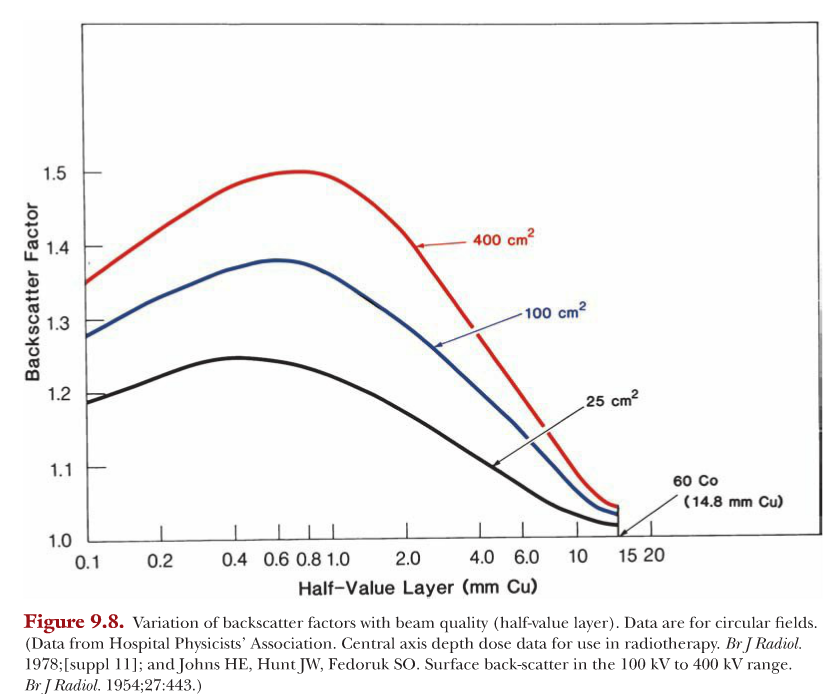 1.5
1.4
1.3
1.2
1.1
1.0
Backscatter Factor
400 cm²
100 cm²
25 cm²
60 Co
(14.8 mm Cu)
0.1 0.2 0.4 0.6 0.8 1.0 2.0 4.0 6.0 10 15 20
Half-Value Layer (mm Cu)
Figure 9.8. Variation of backscatter factors with beam quality (half-value layer). Data are for circular fields.
(Data from Hospital Physicists’ Association. Central axis depth dose data for use in radiotherapy. Br J Radiol.
1978;[suppl 11]; and Johns HE, Hunt JW, Fedoruk SO. Surface back-scatter in the 100 kV to 400 kV range.
Br J Radiol. 1954;27:443.)